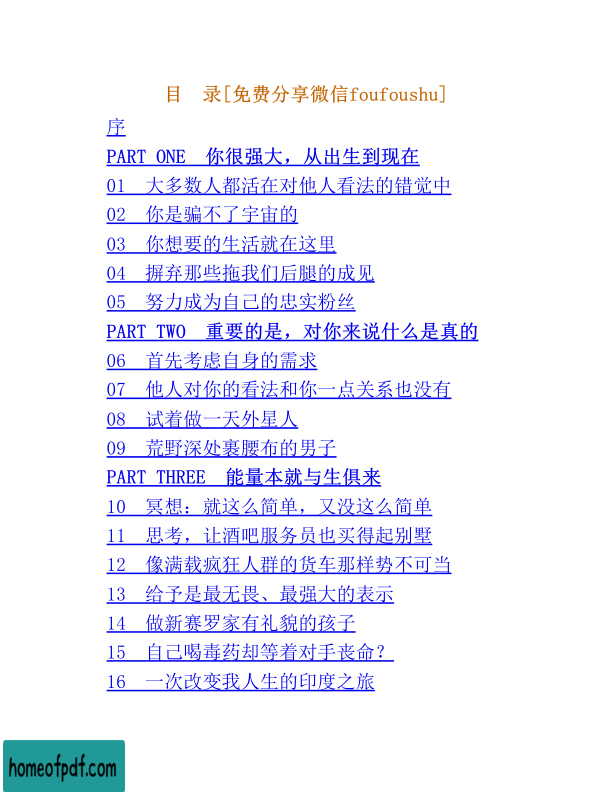 目 录[免费分享微信foufoushu]
序
PART ONE 你很强大，从出生到现在
01 大多数人都活在对他人看法的错觉中
02 你是骗不了宇宙的
03 你想要的生活就在这里
04 摒弃那些拖我们后腿的成见
05 努力成为自己的忠实粉丝
PART TWO 重要的是，对你来说什么是真的
06 首先考虑自身的需求
07 他人对你的看法和你一点关系也没有
08 试着做一天外星人
09 荒野深处裹腰布的男子
PART THREE 能量本就与生俱来
10 冥想：就这么简单，又没这么简单
11 思考，让酒吧服务员也买得起别墅
12 像满载疯狂人群的货车那样势不可当
13 给予是最无畏、最强大的表示
14 做新赛罗家有礼貌的孩子
15 自己喝毒药却等着对手丧命？
16 一次改变我人生的印度之旅
homeofpdf.com